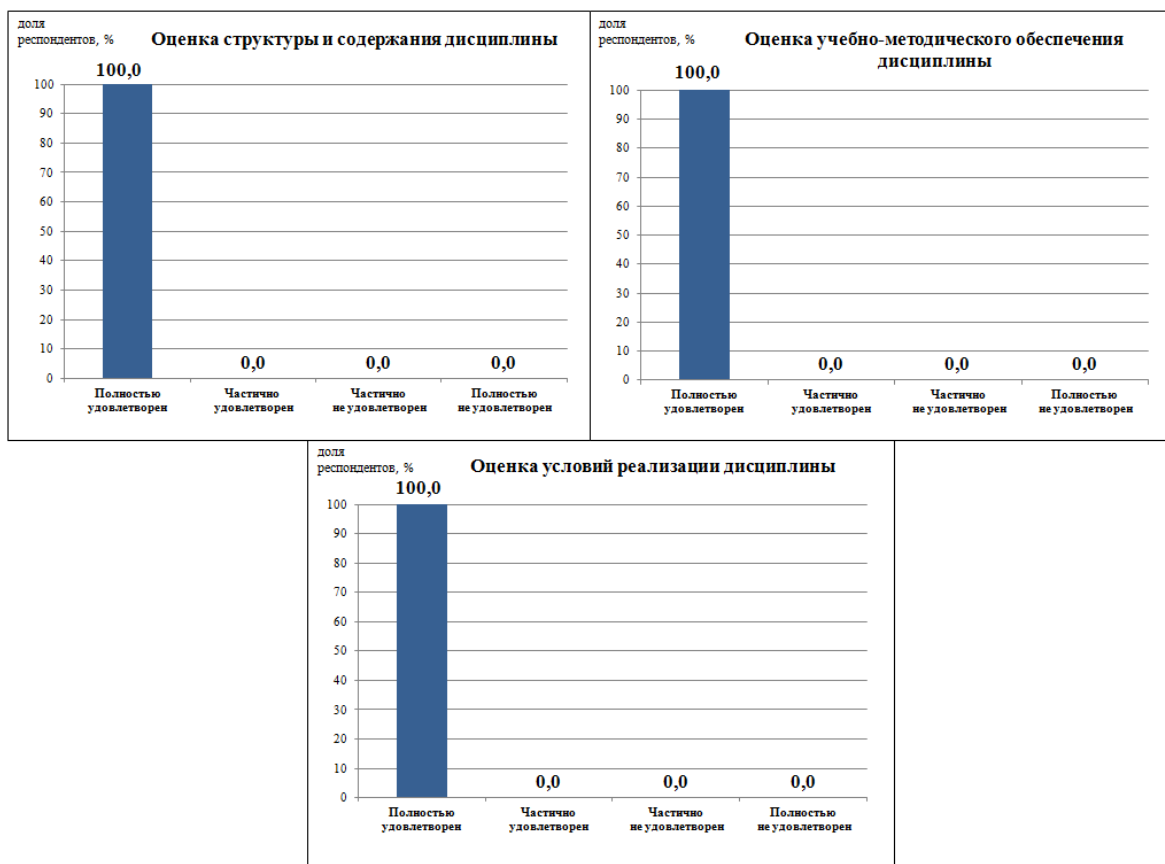 доля
респондентов, %
Оценка структуры и содержания дисциплины
100,0
100
90
80
70
60
50
40
30
20
10
0
0,0 0,0 0,0
Полностью Частично Частично Полностью
удовлетворен удовлетворен не удовлетворен не удовлетворен
доля
респондентов, %
Оценка учебно-методического обеспечения
дисциплины
100,0
100
90
80
70
60
50
40
30
20
10
0
0,0 0,0 0,0
Полностью Частично Частично Полностью
удовлетворен удовлетворен не удовлетворен не удовлетворен
доля
респондентов, %
Оценка условий реализации дисциплины
100,0
100
90
80
70
60
50
40
30
20
10
0
0,0 0,0 0,0
Полностью Частично Частично Полностью
удовлетворен удовлетворен не удовлетворен не удовлетворен